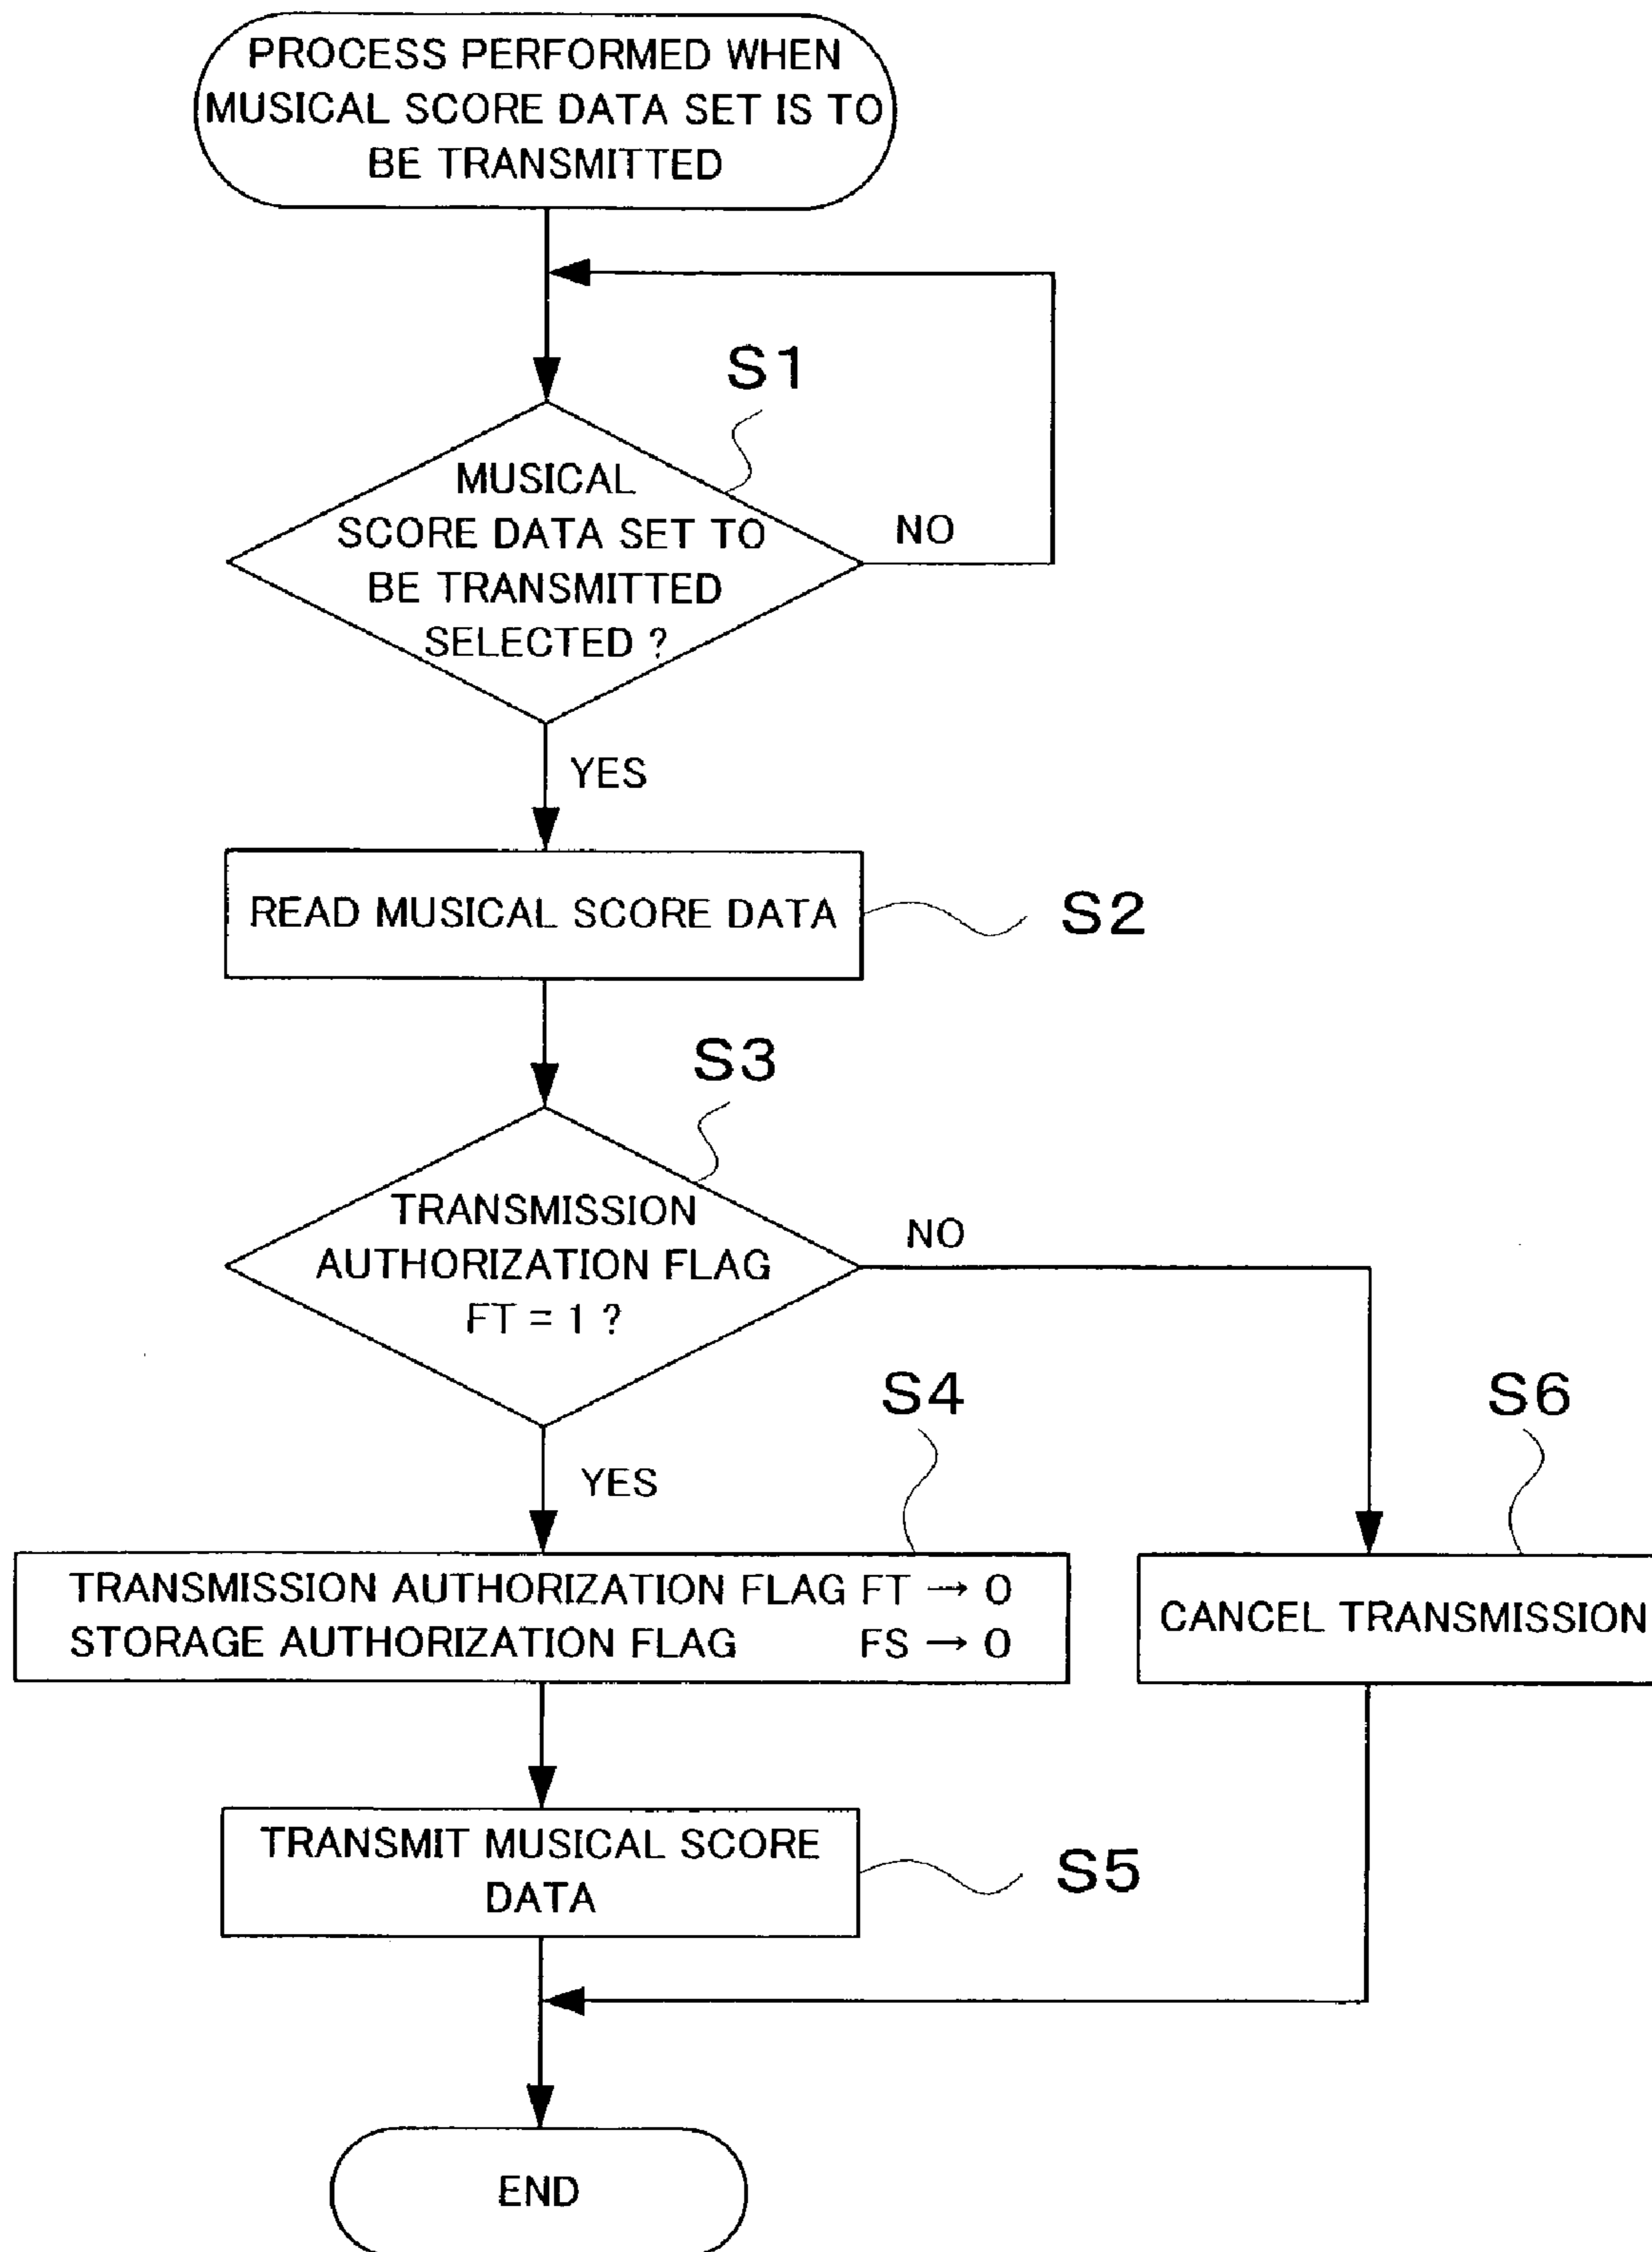 PROCESS PERFORMED WHEN
MUSICAL SCORE DATA SET IS TO
BE TRANSMITTED
S1
MUSICAL
SCORE DATA SET TO
BE TRANSMITTED
SELECTED ?
NO
YES
READ MUSICAL SCORE DATA
S2
S3
TRANSMISSION
AUTHORIZATION FLAG
FT = 1 ?
NO
YES
S4
TRANSMISSION AUTHORIZATION FLAG FT → 0
STORAGE AUTHORIZATION FLAG FS → 0
S6
CANCEL TRANSMISSION
TRANSMIT MUSICAL SCORE
DATA
S5
END